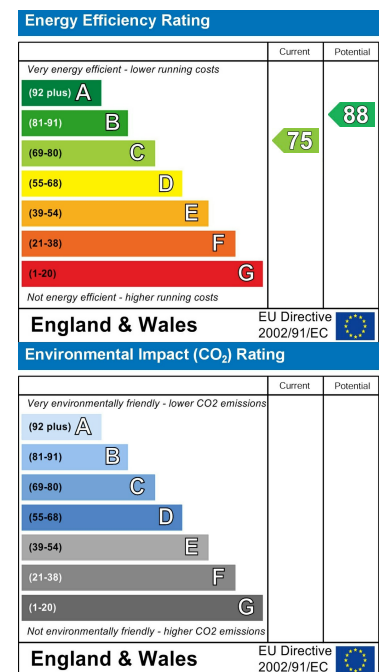 Energy Efficiency Rating
Current Potential
Very energy efficient - lower running costs
(92 plus) A
(81-91) B
88
(69-80) C
75
(55-68) D
(39-54) E
(21-38) F
(1-20) G
Not energy efficient - higher running costs
England & Wales
EU Directive
2002/91/EC
Environmental Impact (CO₂) Rating
Current Potential
Very environmentally friendly - lower CO2 emissions
(92 plus) A
(81-91) B
(69-80) C
(55-68) D
(39-54) E
(21-38) F
(1-20) G
Not environmentally friendly - higher CO2 emissions
England & Wales
EU Directive
2002/91/EC